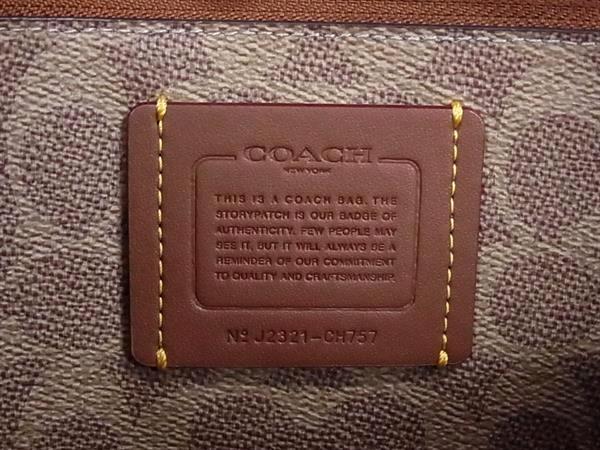 COACH
NEW YORK
THIS IS A COACH BAG. THE
STORYPATCH IS OUR BADGE OF
AUTHENTICITY. FEW PEOPLE MAY
SEE IT, BUT IT WILL ALWAYS BE A
REMINDER OF OUR COMMITMENT
TO QUALITY AND CRAFTSMANSHIP.
Nº J2321-CH757